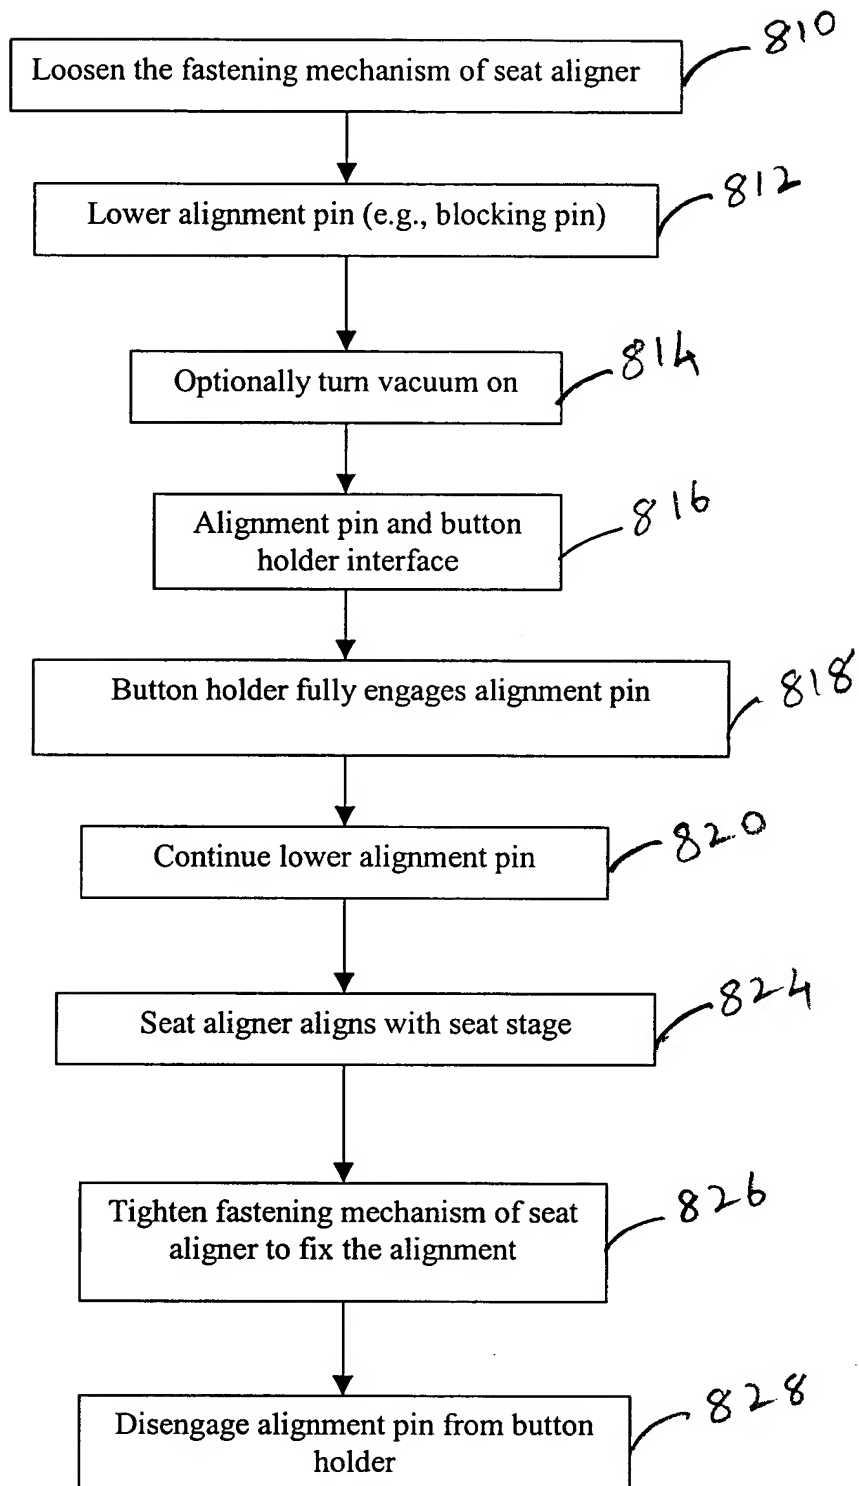 810
Loosen the fastening mechanism of seat aligner
812
Lower alignment pin (e.g., blocking pin)
814
Optionally turn vacuum on
816
Alignment pin and button
holder interface
818
Button holder fully engages alignment pin
820
Continue lower alignment pin
824
Seat aligner aligns with seat stage
826
Tighten fastening mechanism of seat
aligner to fix the alignment
828
Disengage alignment pin from button
holder